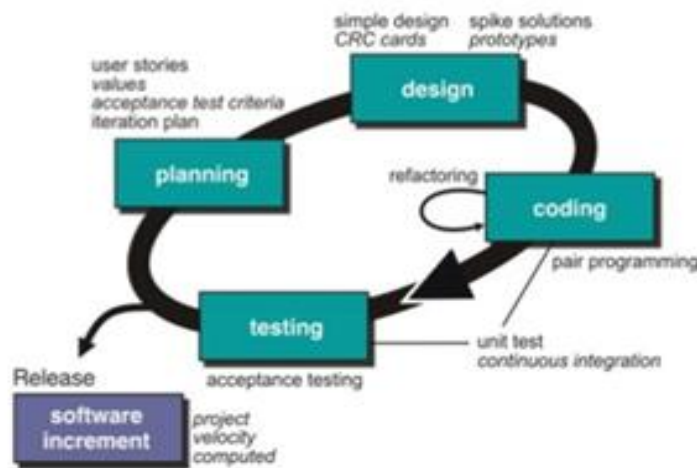 simple design
CRC cards
spike solutions
prototypes
design
user stories
values
acceptance test criteria
iteration plan
planning
refactoring
coding
pair programming
testing
unit test
continuous integration
acceptance testing
Release
software
increment
project
velocity
computed